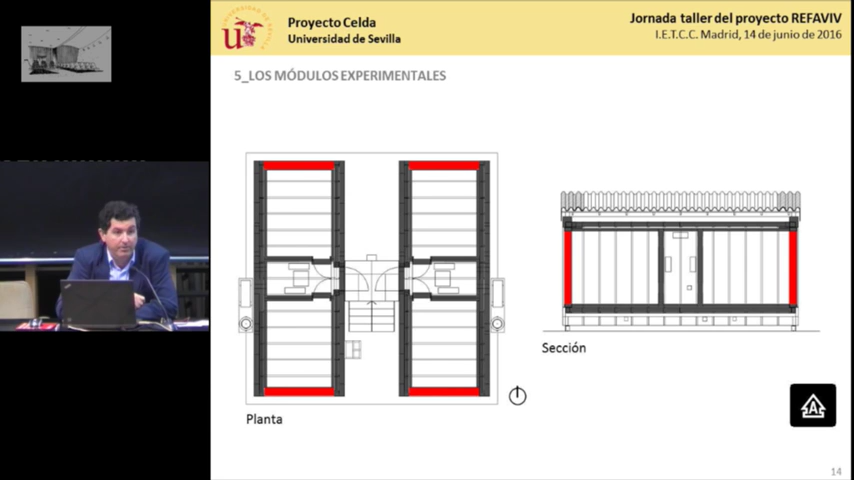 Proyecto Celda
Universidad de Sevilla
Jornada taller del proyecto REFAVIV
I.E.T.C.C. Madrid, 14 de junio de 2016
5_LOS MÓDULOS EXPERIMENTALES
Sección
Planta
A
14